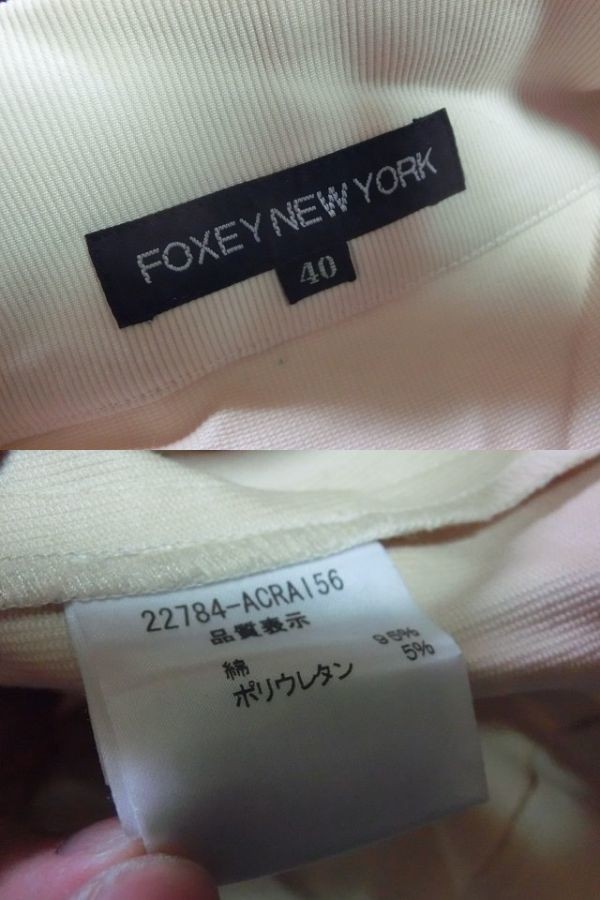 FOXEY NEW YORK
40
22784-ACRA156
品質表示
綿 95%
ポリウレタン 5%